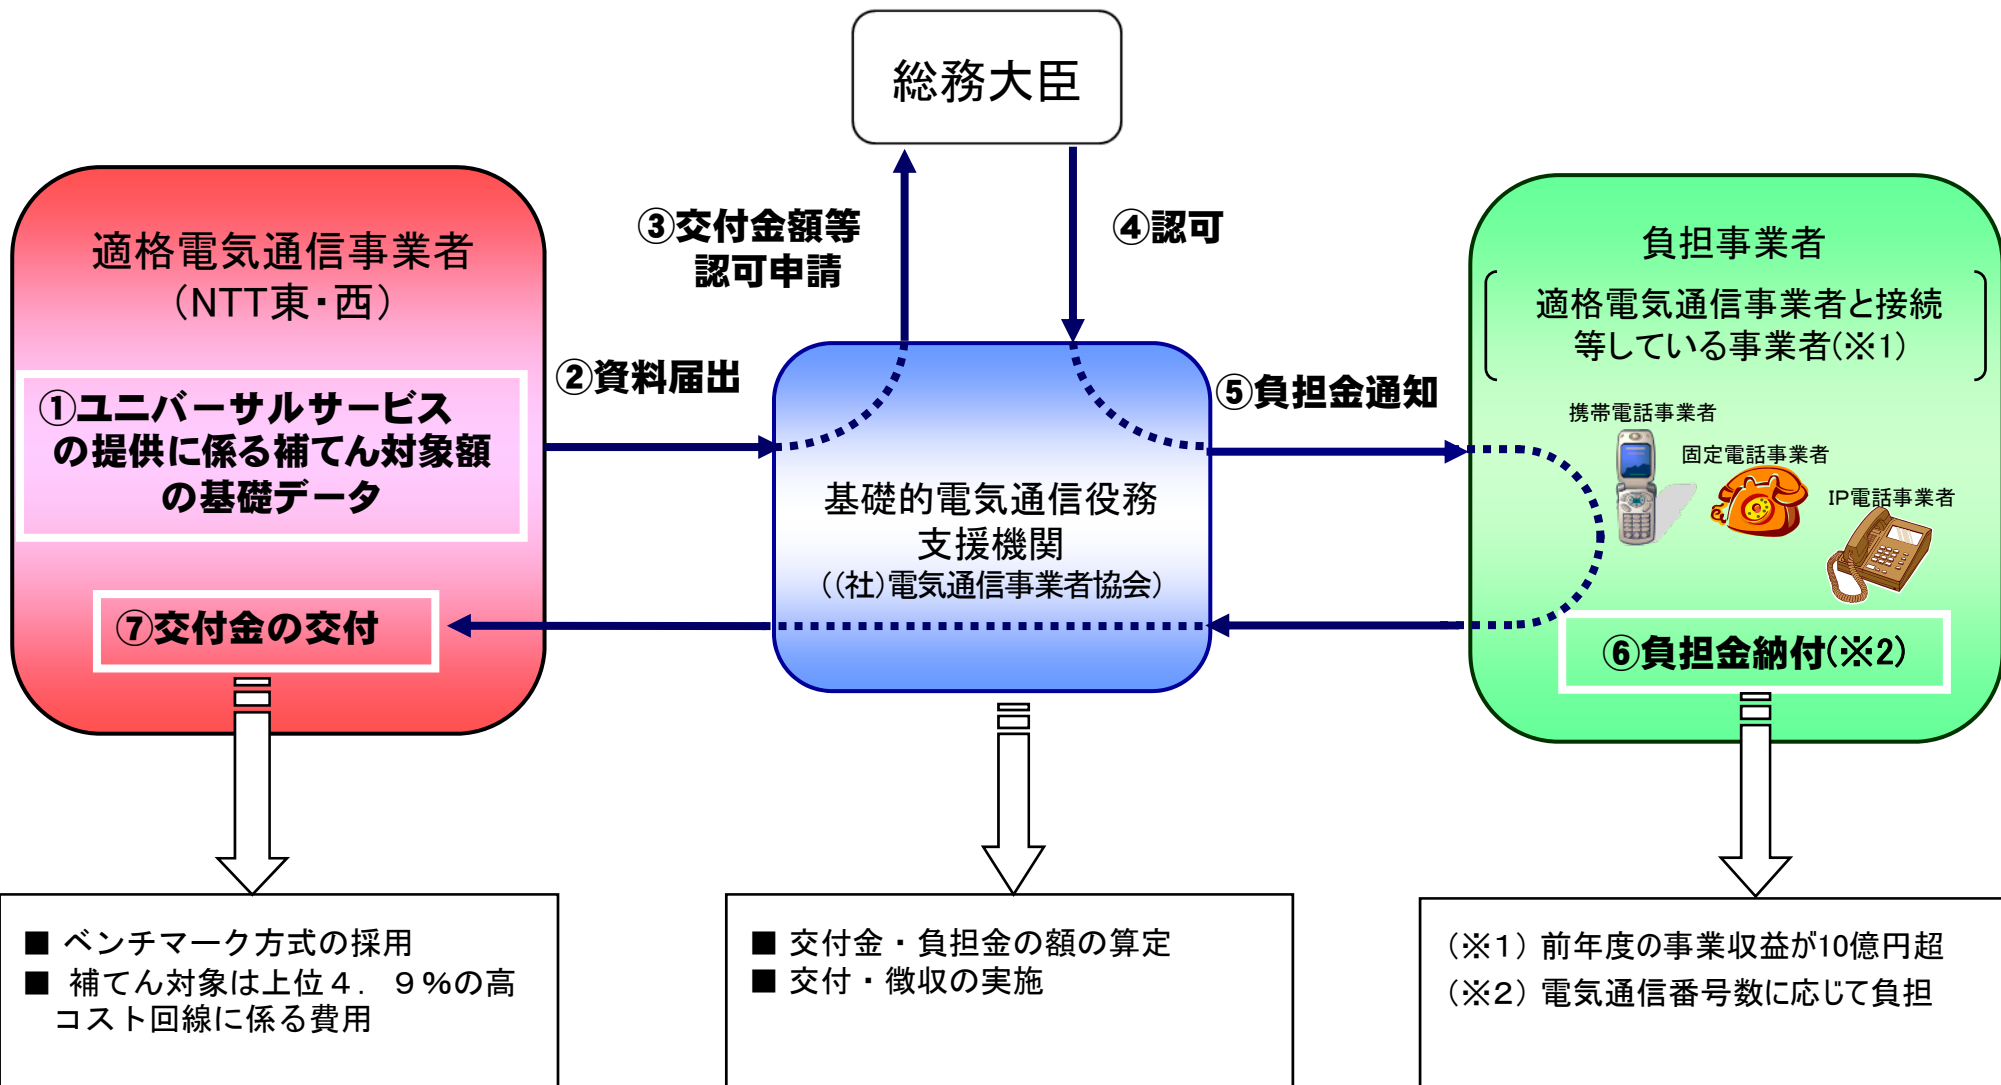 総務大臣
適格電気通信事業者
（NTT東・西）
①ユニバーサルサービス
の提供に係る補てん対象額
の基礎データ
⑦交付金の交付
②資料届出
③交付金額等
認可申請
④認可
基礎的電気通信役務
支援機関
（(社)電気通信事業者協会）
⑤負担金通知
負担事業者
適格電気通信事業者と接続
等している事業者(※1)
携帯電話事業者
固定電話事業者
IP電話事業者
⑥負担金納付(※2)
■ ベンチマーク方式の採用
■ 補てん対象は上位４．９％の高
コスト回線に係る費用
■ 交付金・負担金の額の算定
■ 交付・徴収の実施
（※1）前年度の事業収益が10億円超
（※2）電気通信番号数に応じて負担